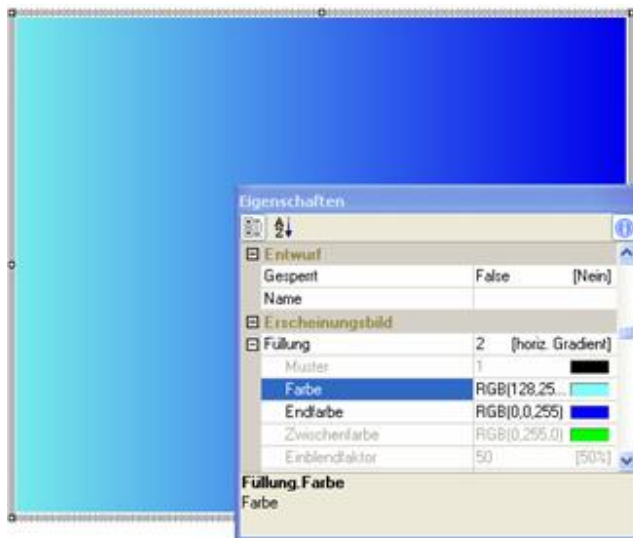 Eigenschaften
Entwurf
Gesperrt False [Nein]
Name
Erscheinungsbild
Füllung 2 [horiz. Gradient]
Muster 1
Farbe RGB(128,25...
Endfarbe RGB(0,0,255)
Zwischenfarbe RGB(0,255,0)
Einblendfaktor 50 [50%]
Füllung.Farbe
Farbe